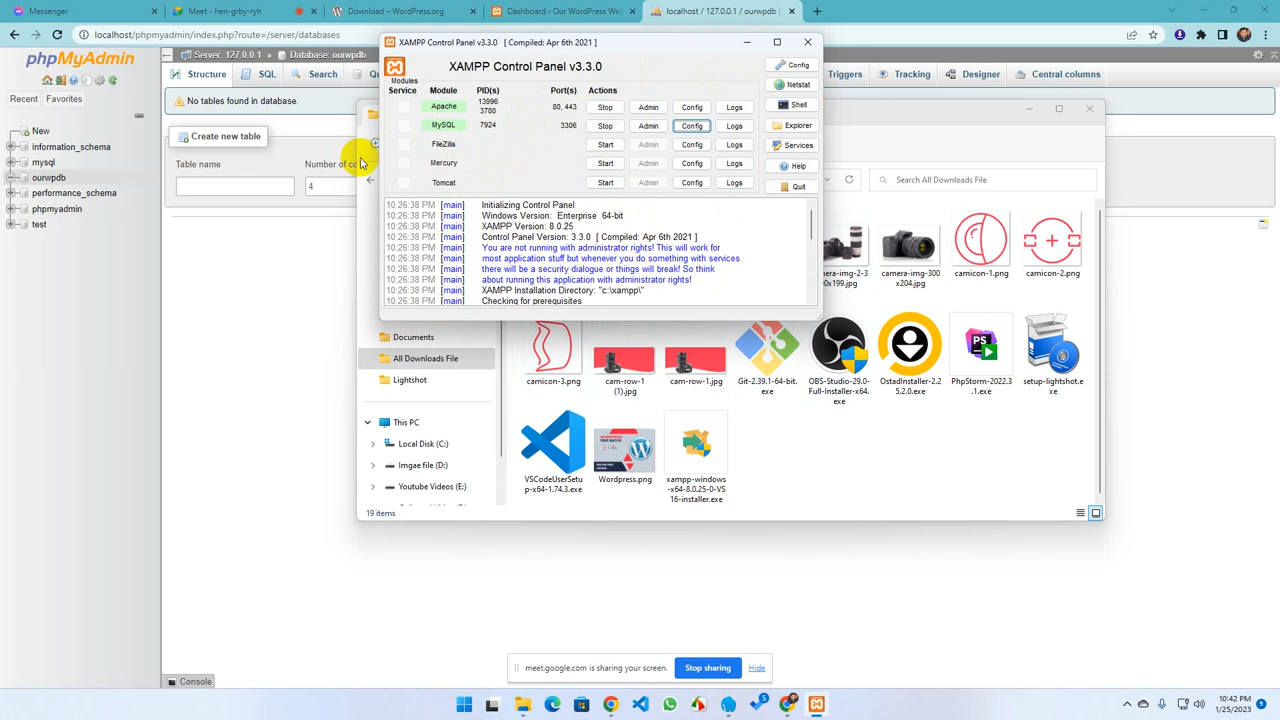 Messenger
Meet - hen-grby-ryh
Download – WordPress.org
Dashboard ‹ Our Wordpress We
localhost / 127.0.0.1 / ourwpdb |
localhost/phpmyadmin/index.php?route=/server/databases
phpMyAdmin
Recent
Favorites
New
information_schema
mysql
ourwpdb
performance_schema
phpmyadmin
test
Server: 127.0.0.1 »
Database: ourwpdb
Structure
SQL
Search
Triggers
Tracking
Designer
Central columns
No tables found in database.
Create new table
Table name
Number of co
4
Console
XAMPP Control Panel v3.3.0 [ Compiled: Apr 6th 2021 ]
XAMPP Control Panel v3.3.0
Modules
Service
Module
PID(s)
Port(s)
Actions
Apache
13996
3780
80, 443
Stop
Admin
Config
Logs
MySQL
7924
3306
Stop
Admin
Config
Logs
FileZilla
Start
Admin
Config
Logs
Mercury
Start
Admin
Config
Logs
Tomcat
Start
Admin
Config
Logs
Config
Netstat
Shell
Explorer
Services
Help
Quit
10:26:38 PM [main] Initializing Control Panel
10:26:38 PM [main] Windows Version: Enterprise 64-bit
10:26:38 PM [main] XAMPP Version: 8.0.25
10:26:38 PM [main] Control Panel Version: 3.3.0 [ Compiled: Apr 6th 2021 ]
10:26:38 PM [main] You are not running with administrator rights! This will work for
10:26:38 PM [main] most application stuff but whenever you do something with services
10:26:38 PM [main] there will be a security dialogue or things will break! So think
10:26:38 PM [main] about running this application with administrator rights!
10:26:38 PM [main] XAMPP Installation Directory: "c:\xampp\"
10:26:38 PM [main] Checking for prerequisites
Search All Downloads File
Documents
All Downloads File
Lightshot
This PC
Local Disk (C:)
Imgae file (D:)
Youtube Videos (E:)
19 items
mera-img-2-3
0x199.jpg
camera-img-300
x204.jpg
camicon-1.png
camicon-2.png
camicon-3.png
cam-row-1
(1).jpg
cam-row-1.jpg
Git-2.39.1-64-bit.
exe
OBS-Studio-29.0-
Full-Installer-x64.
exe
OstadInstaller-2.2
5.2.0.exe
PS
PhpStorm-2022.3
.1.exe
setup-lightshot.e
xe
VSCodeUserSetu
p-x64-1.74.3.exe
WORDPRESS
FREE BATCH
Wordpress.png
xampp-windows
-x64-8.0.25-0-VS
16-installer.exe
meet.google.com is sharing your screen.
Stop sharing
Hide
5
10:42 PM
1/25/2023